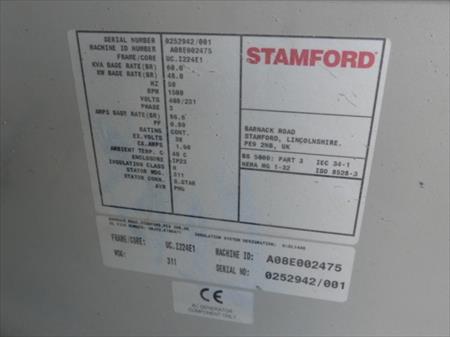 SERIAL NUMBER 0252942/001
MACHINE ID NUMBER A08E002475
FRAME/CORE UC.I224E1
KVA BASE RATE(BR) 60.0
KW BASE RATE(BR) 48.0
HZ 50
RPM 1500
VOLTS 400/231
PHASE 3
AMPS BASE RATE(BR) 86.6
PF 0.80
RATING CONT.
EX.VOLTS
EX.AMPS
AMBIENT TEMP. C 40 C
ENCLOSURE IP23
INSULATION CLASS H
STATOR WDG. 311
STATOR CONN. S.STAR
AVR PMG
STAMFORD
BARNACK ROAD
STAMFORD, LINCOLNSHIRE.
PE9 2NB, UK
BS 5000: PART 3 IEC 34-1
NEMA MG 1-32 ISO 8528-3
FRAME/CORE: UC.I224E1 MACHINE ID: A08E002475
WDG: 311 SERIAL NO: 0252942/001
CE
AC GENERATOR
COMPONENT ONLY